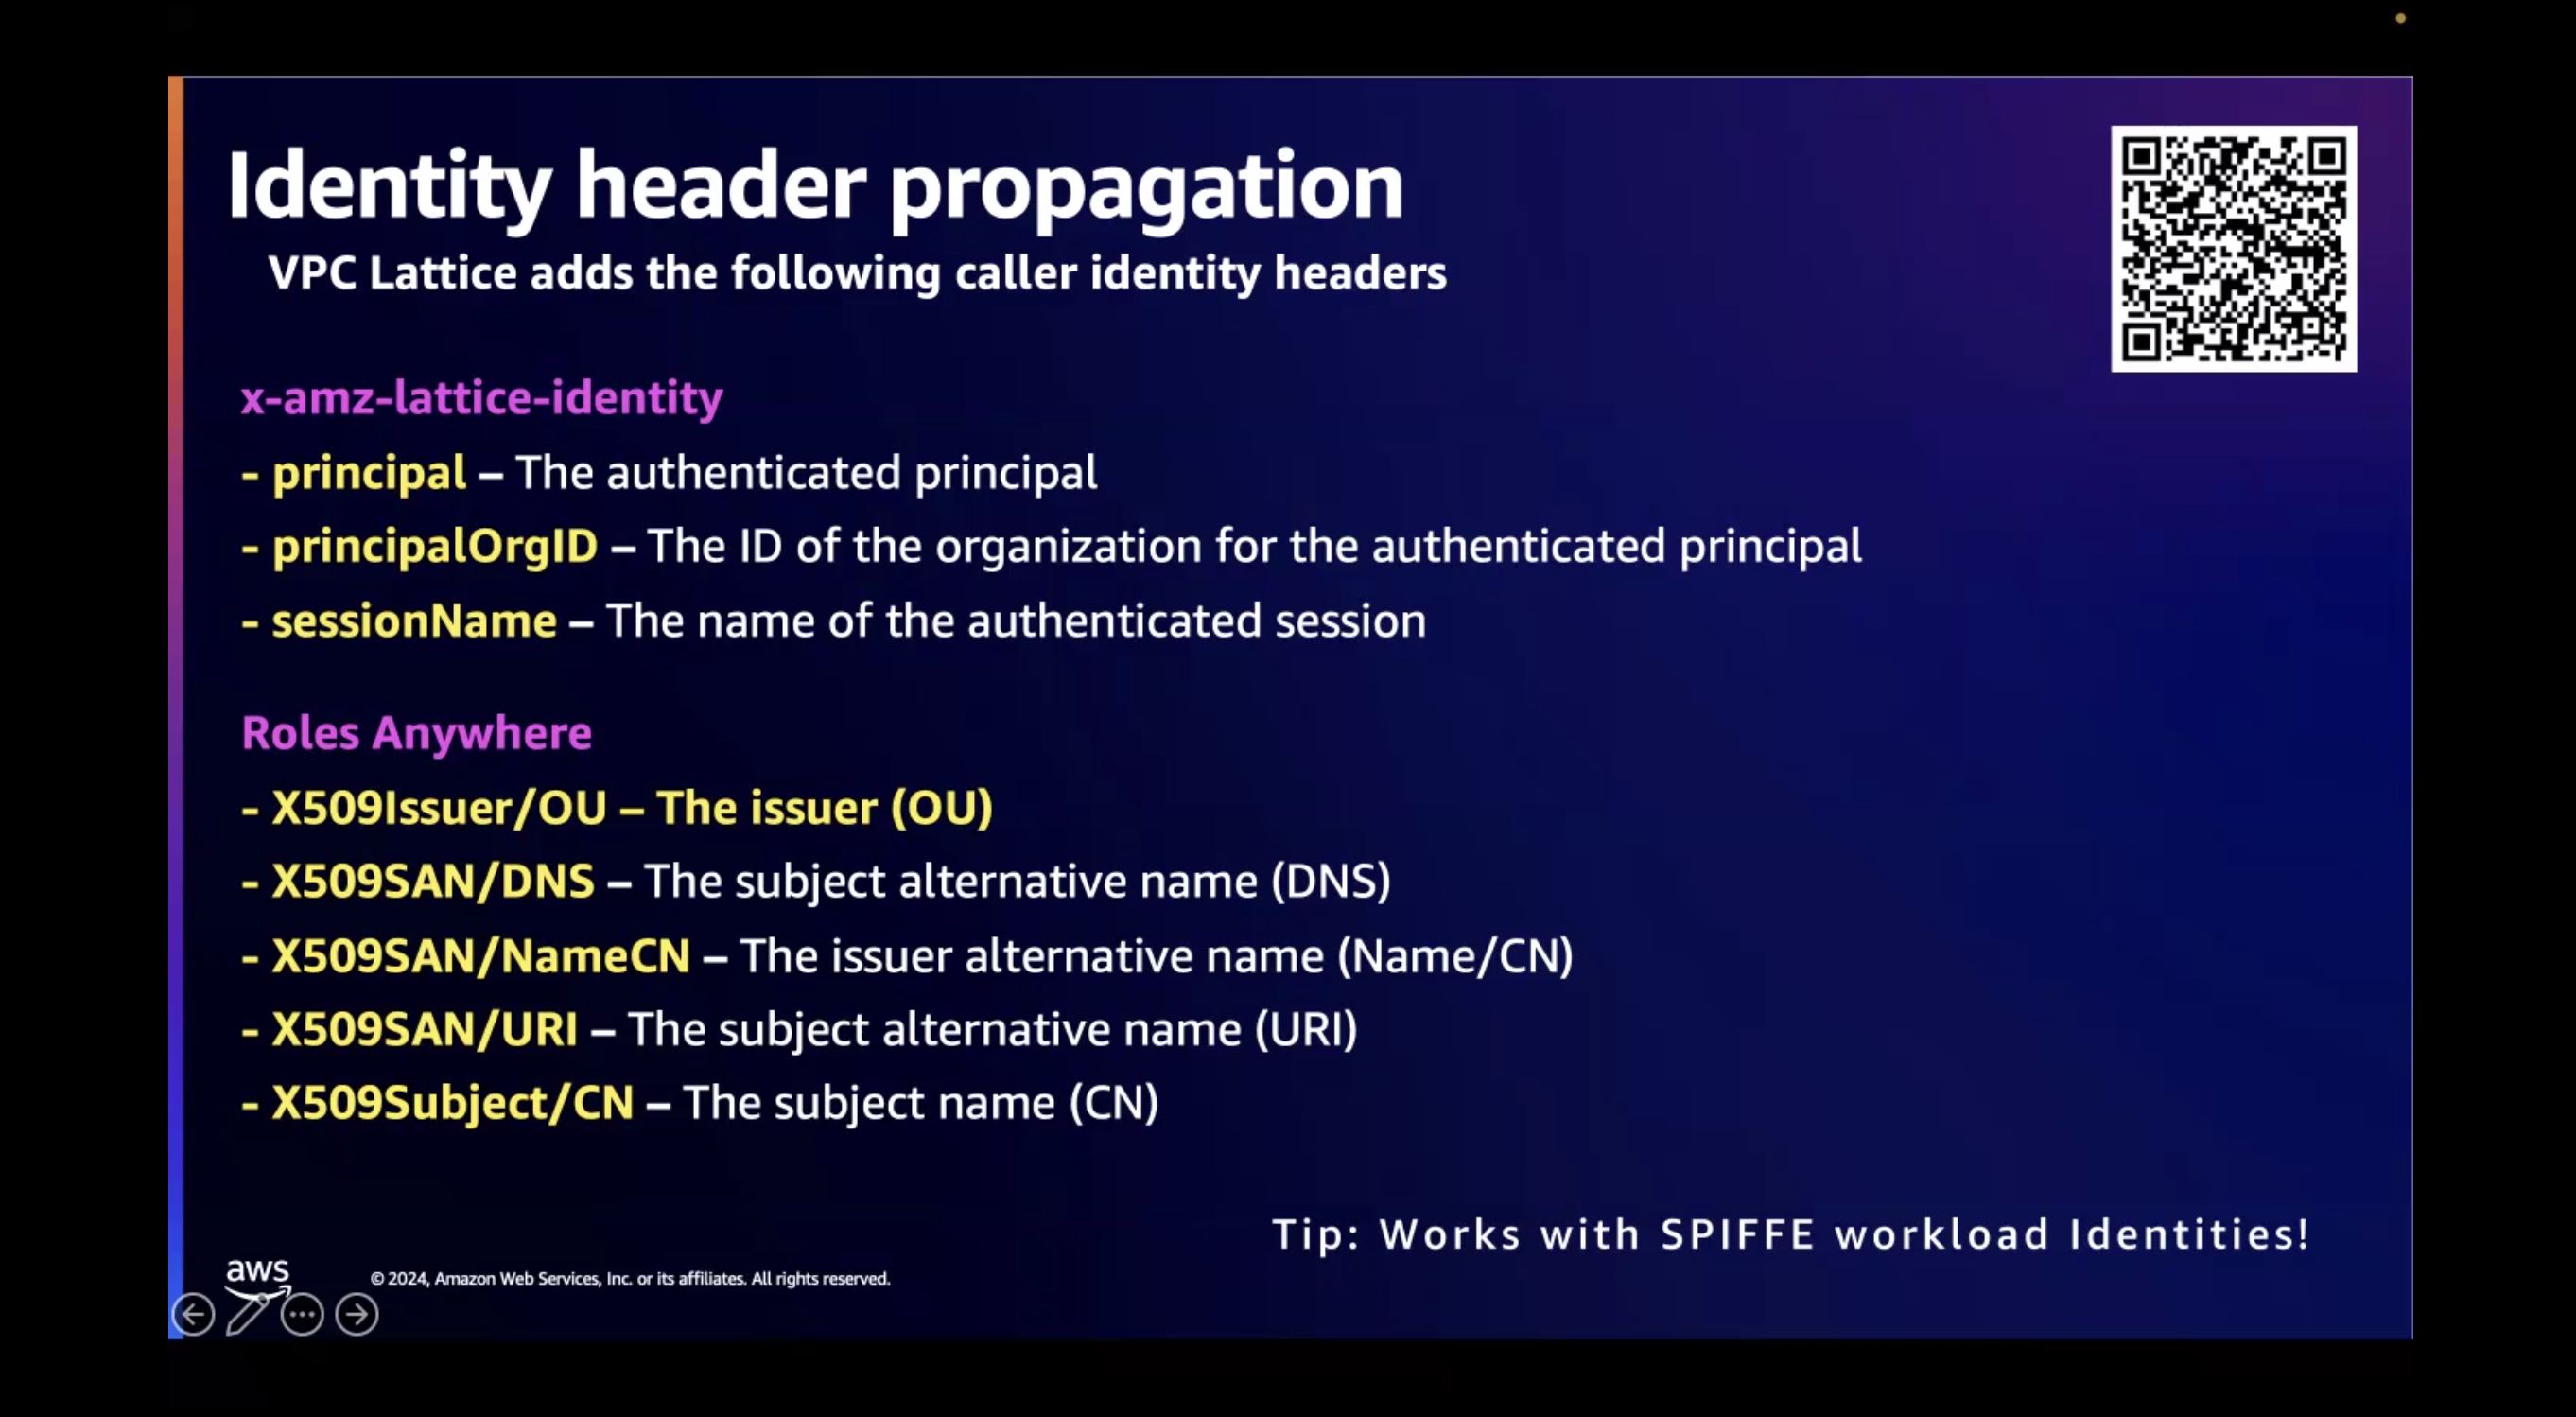 Identity header propagation
VPC Lattice adds the following caller identity headers
x-amz-lattice-identity
- principal – The authenticated principal
- principalOrgID – The ID of the organization for the authenticated principal
- sessionName – The name of the authenticated session
Roles Anywhere
- X509Issuer/OU – The issuer (OU)
- X509SAN/DNS – The subject alternative name (DNS)
- X509SAN/NameCN – The issuer alternative name (Name/CN)
- X509SAN/URI – The subject alternative name (URI)
- X509Subject/CN – The subject name (CN)
Tip: Works with SPIFFE workload Identities!
aws
© 2024, Amazon Web Services, Inc. or its affiliates. All rights reserved.